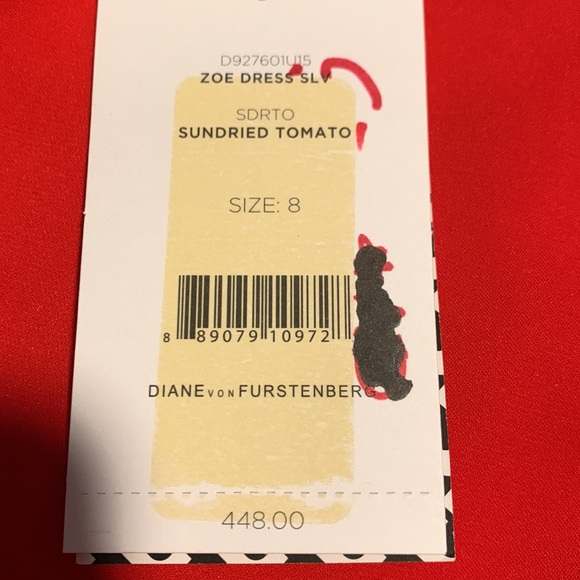 D927601U15
ZOE DRESS SLV
SDRTO
SUNDRIED TOMATO
SIZE: 8
8 89079 10972
DIANE VON FURSTENBERG
448.00